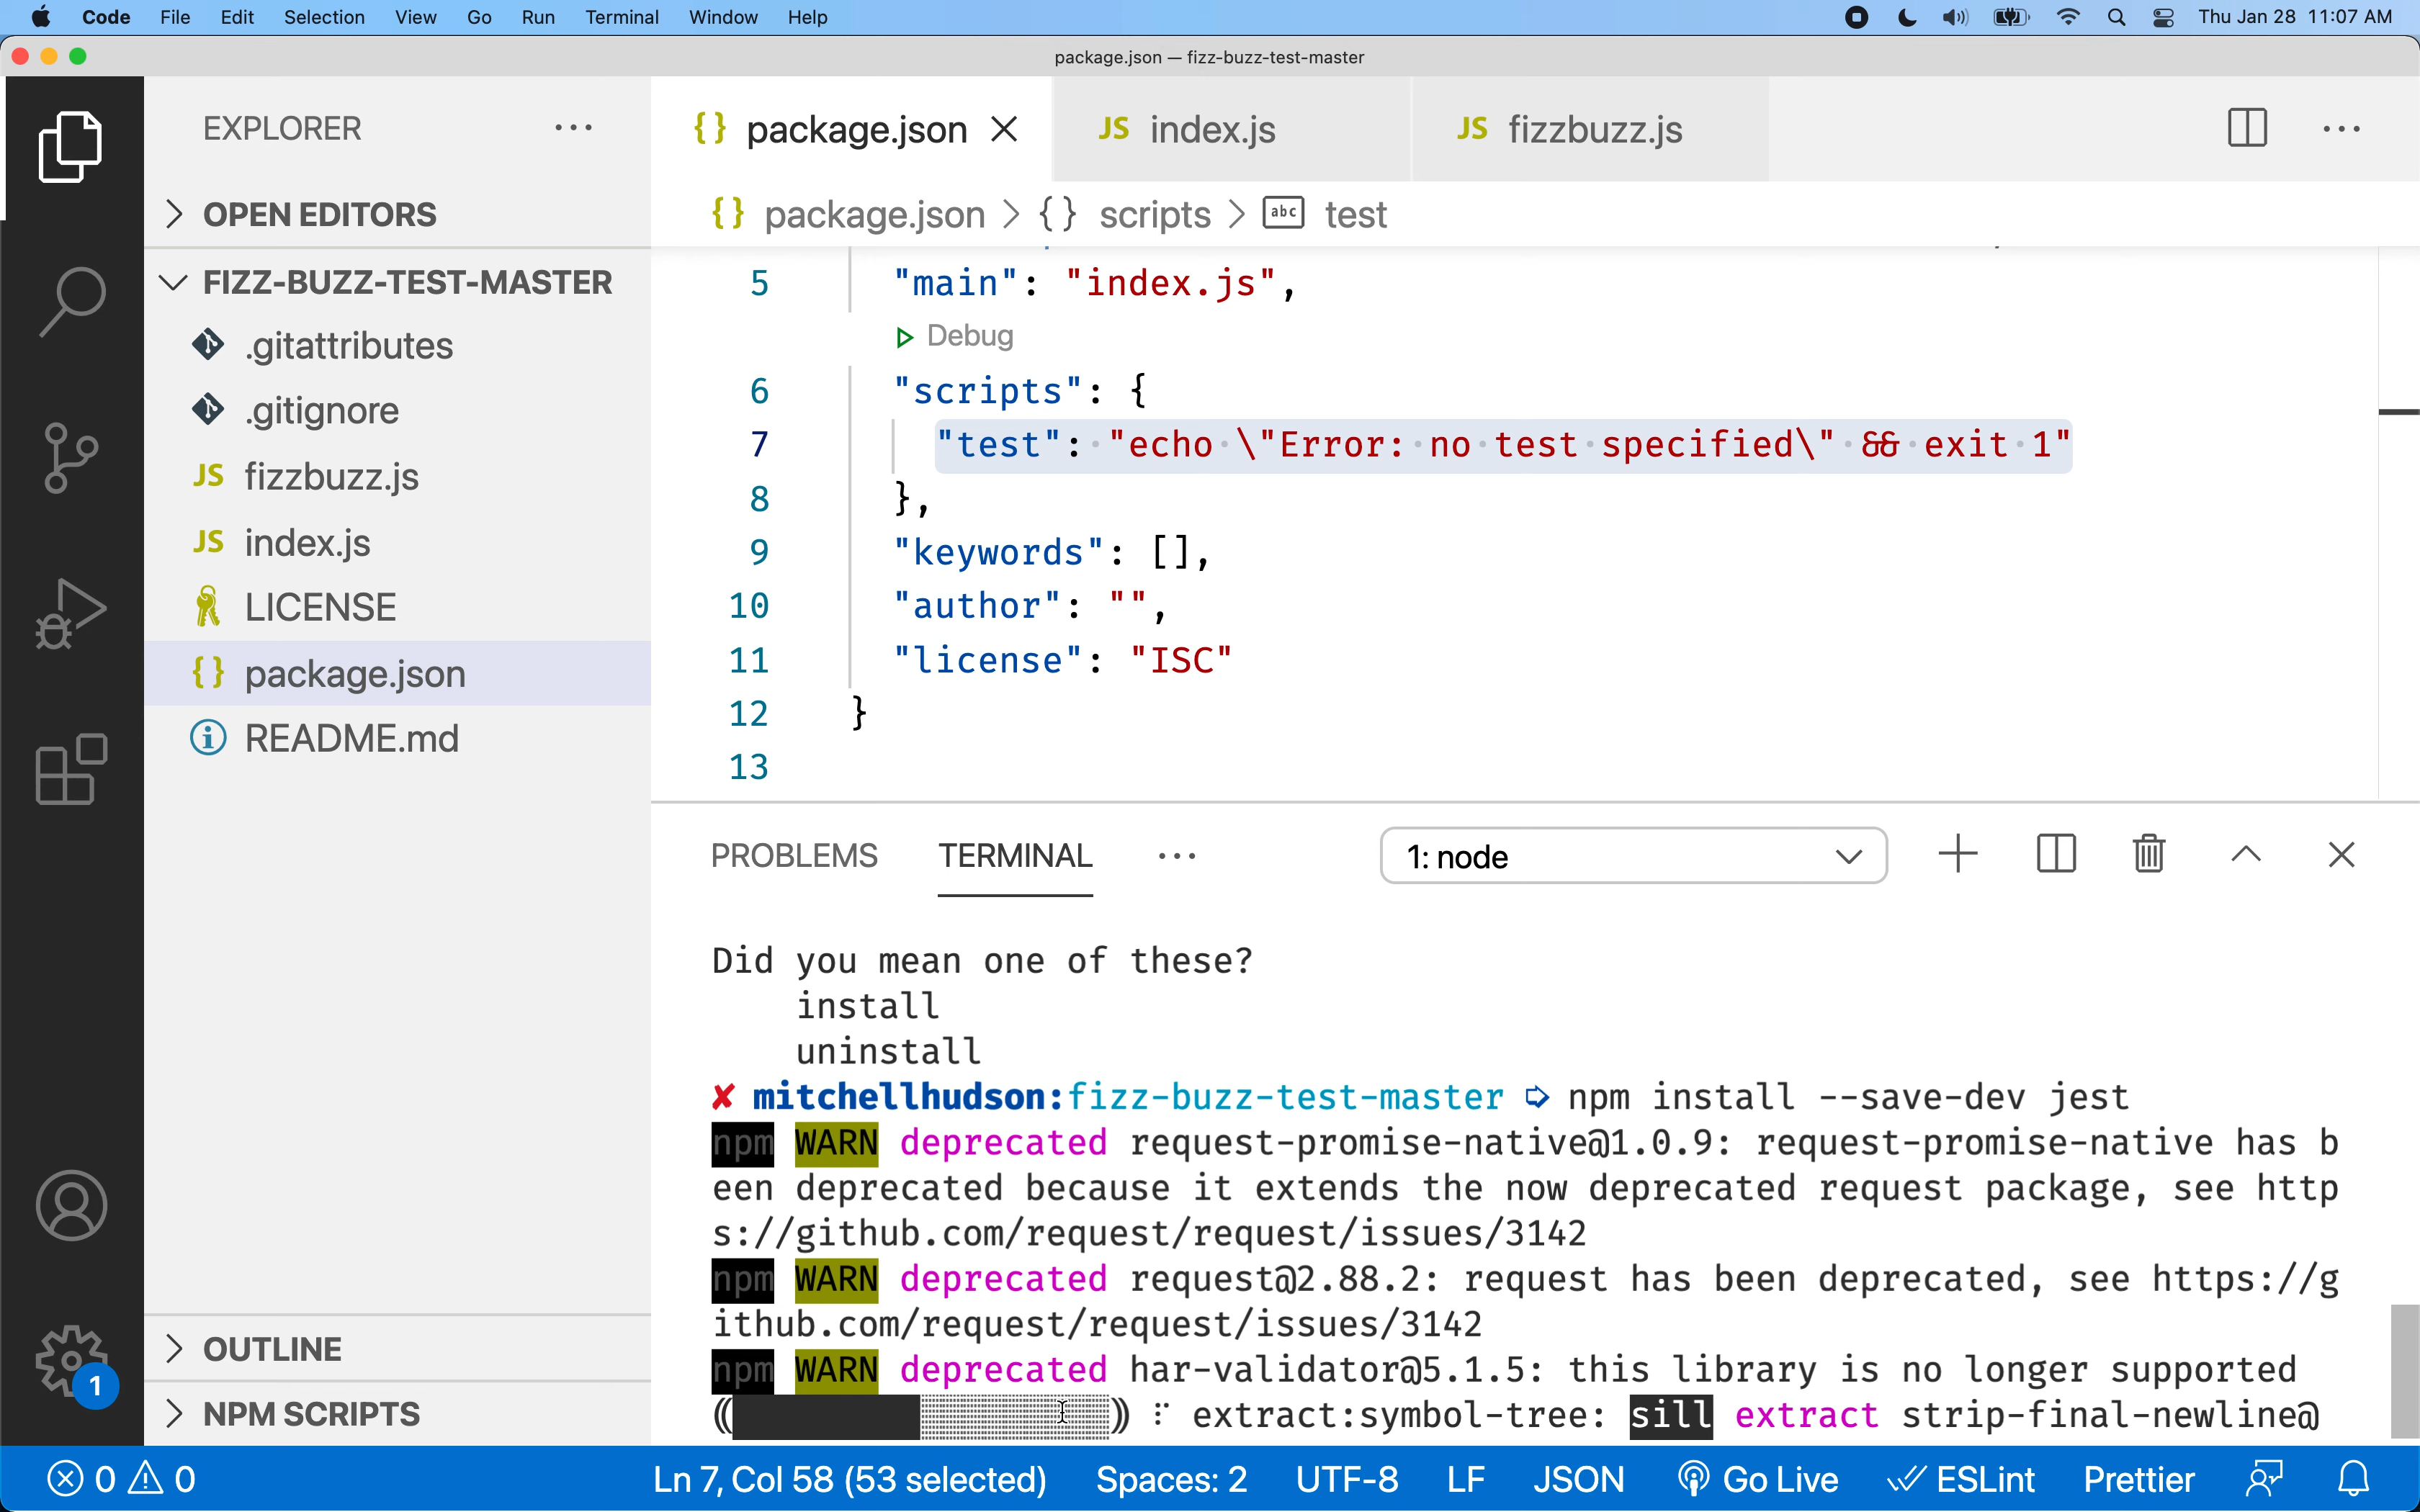 Code File Edit Selection View Go Run Terminal Window Help Thu Jan 28 11:07 AM
package.json — fizz-buzz-test-master
EXPLORER
{} package.json JS index.js JS fizzbuzz.js
OPEN EDITORS
{} package.json > {} scripts > abc test
FIZZ-BUZZ-TEST-MASTER
.gitattributes
.gitignore
JS fizzbuzz.js
JS index.js
LICENSE
{} package.json
README.md
OUTLINE
NPM SCRIPTS
5 "main": "index.js",
Debug
6 "scripts": {
7 "test": "echo \"Error: no test specified\" && exit 1"
8 },
9 "keywords": [],
10 "author": "",
11 "license": "ISC"
12 }
13
PROBLEMS TERMINAL ··· 1: node
Did you mean one of these?
install
uninstall
✘ mitchellhudson:fizz-buzz-test-master ➪ npm install --save-dev jest
npm WARN deprecated request-promise-native@1.0.9: request-promise-native has b
een deprecated because it extends the now deprecated request package, see http
s://github.com/request/request/issues/3142
npm WARN deprecated request@2.88.2: request has been deprecated, see https://g
ithub.com/request/request/issues/3142
npm WARN deprecated har-validator@5.1.5: this library is no longer supported
⸨ ⸩ ⠏ extract:symbol-tree: sill extract strip-final-newline@
1
0 0 Ln 7, Col 58 (53 selected) Spaces: 2 UTF-8 LF JSON Go Live ESLint Prettier